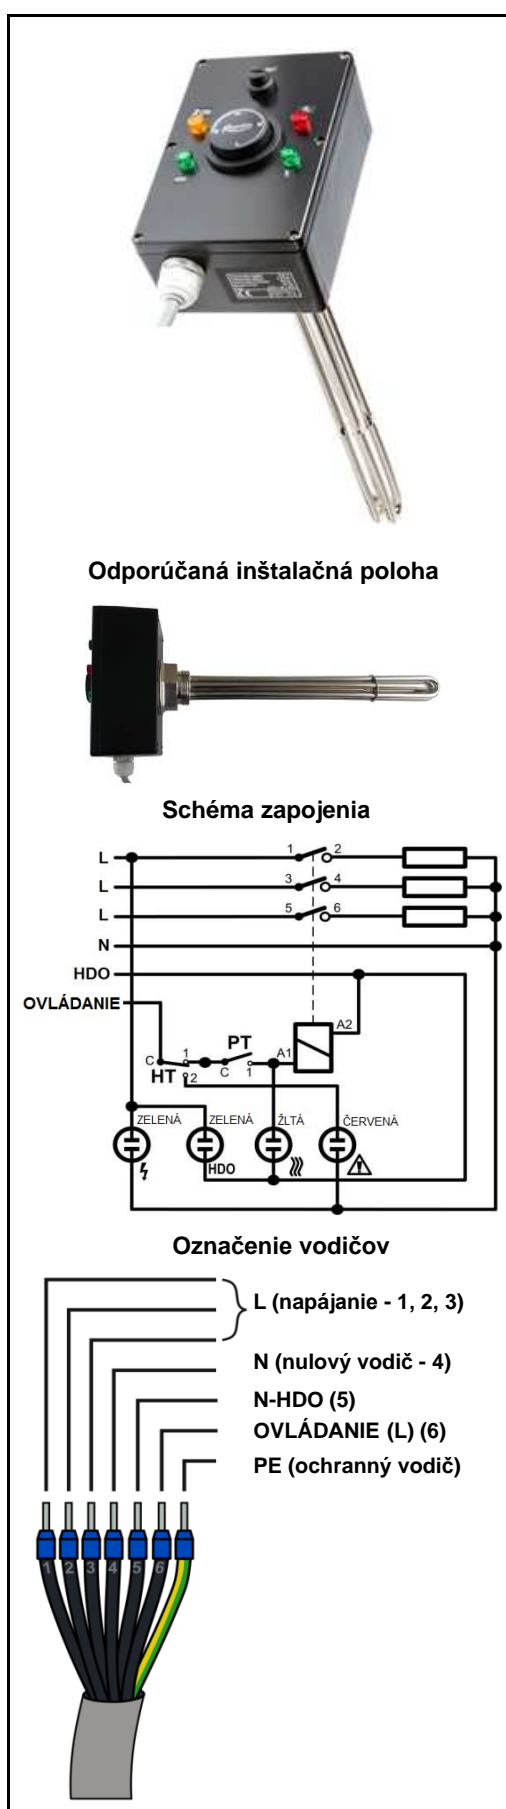 Odporúčaná inštalačná poloha
Schéma zapojenia
L
1
2
L
3
4
L
5
6
N
HDO
OVLÁDANIE
A2
C
1
PT
A1
HT
2
C
1
ZELENÁ
ZELENÁ
ŽLTÁ
ČERVENÁ
HDO
Označenie vodičov
L (napájanie - 1, 2, 3)
N (nulový vodič - 4)
N-HDO (5)
OVLÁDANIE (L) (6)
PE (ochranný vodič)
1 2 3 4 5 6